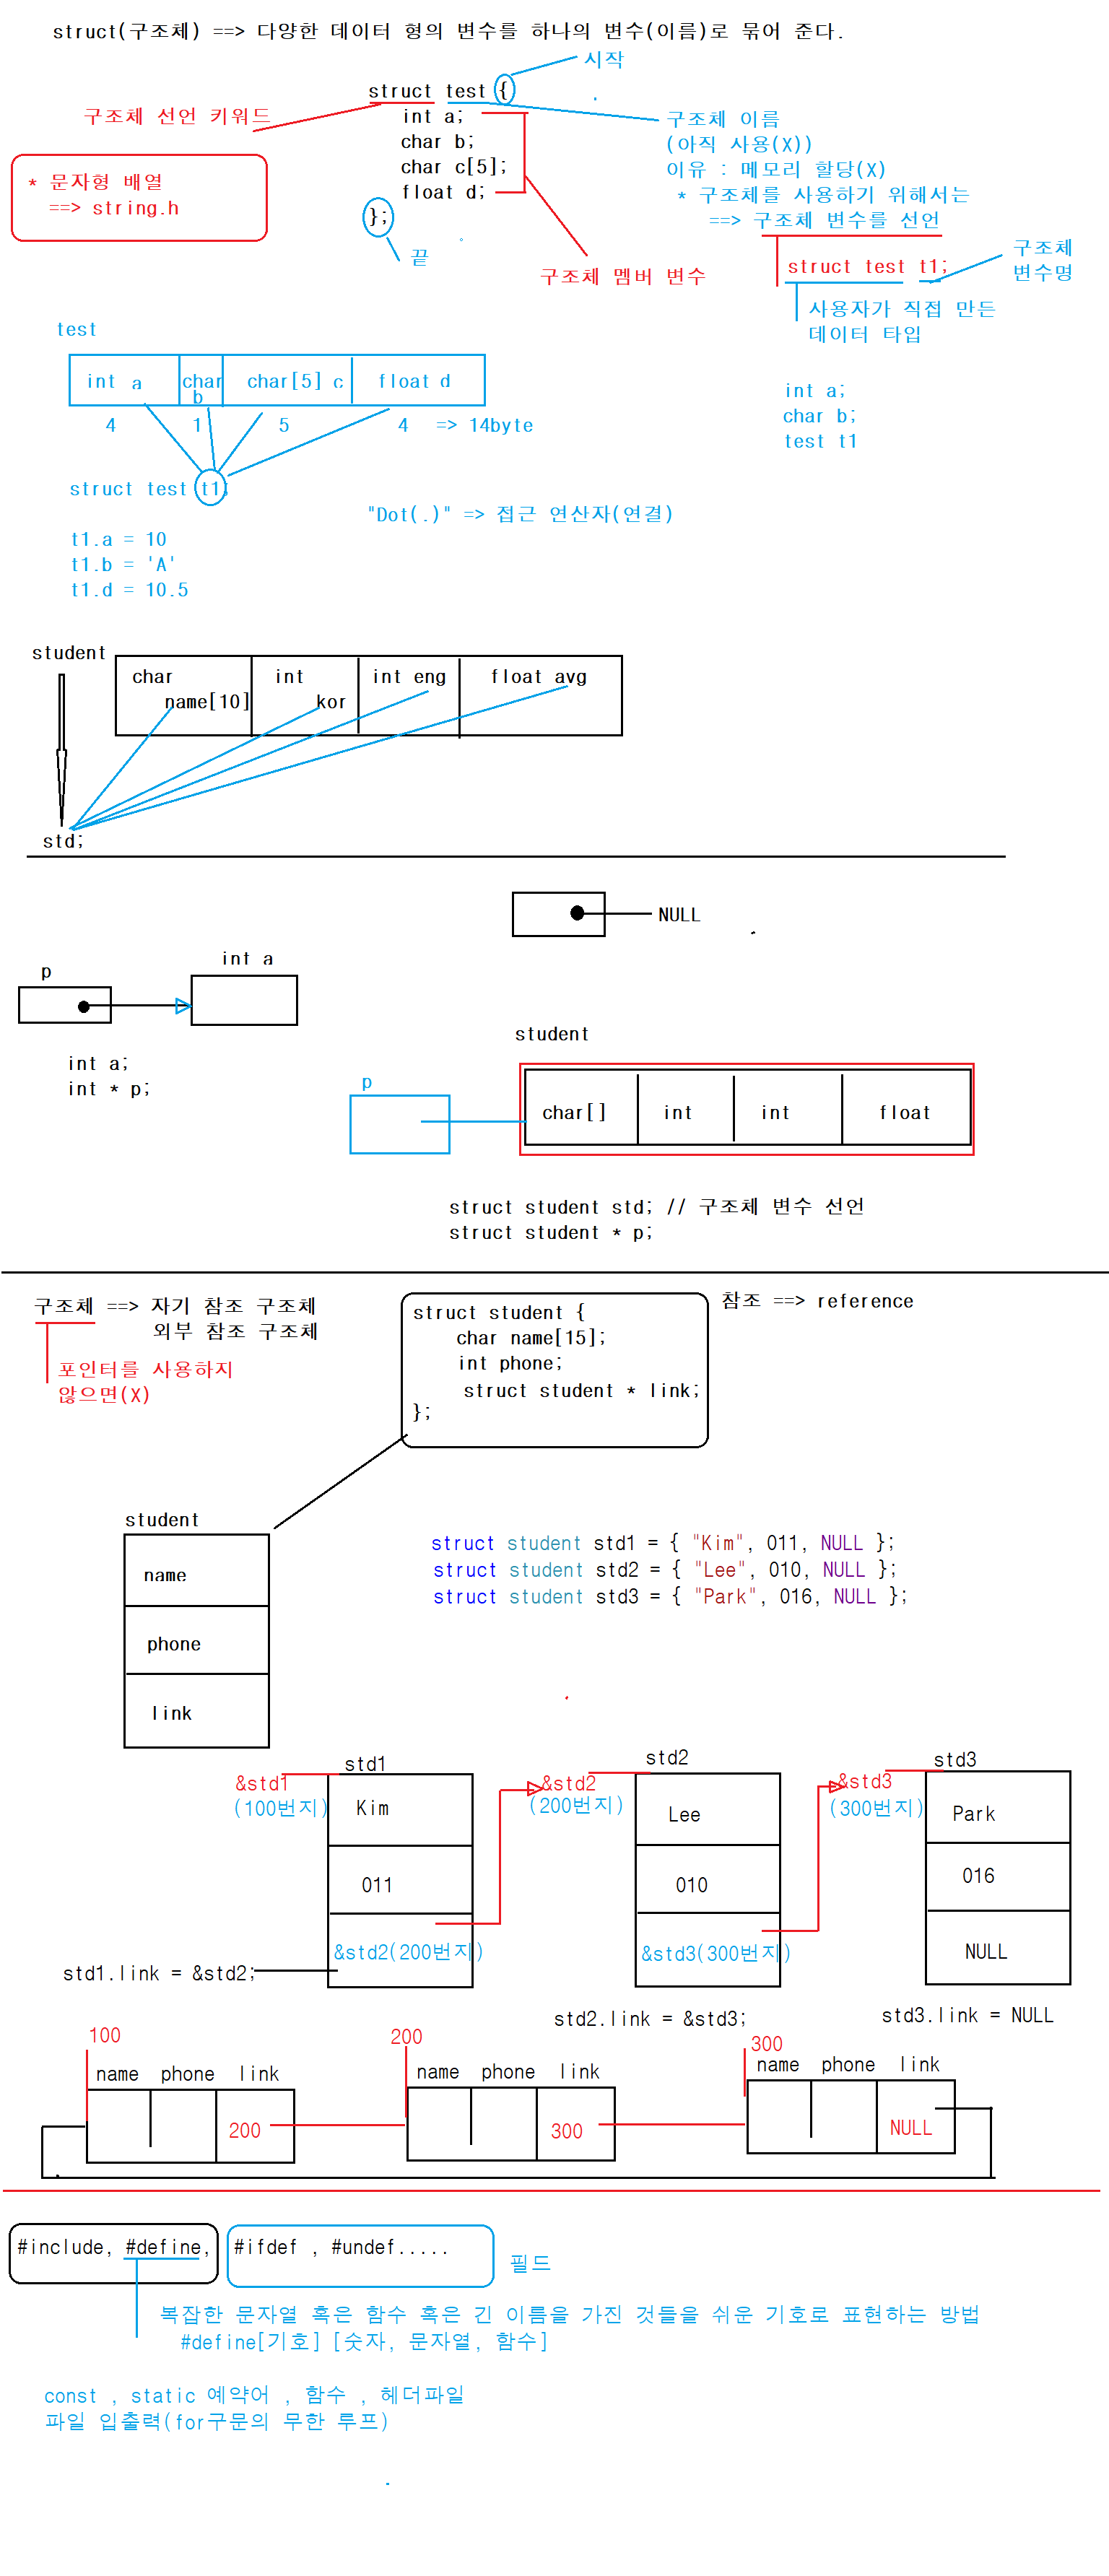 struct(구조체) ==> 다양한 데이터 형의 변수를 하나의 변수(이름)로 묶어 준다.
시작
struct test {
구조체 선언 키워드
int a;
구조체 이름
char b;
(아직 사용(X))
char c[5];
이유 : 메모리 할당(X)
* 문자형 배열
float d;
* 구조체를 사용하기 위해서는
==> string.h
};
==> 구조체 변수를 선언
끝
구조체 멤버 변수
struct test t1;
구조체
변수명
사용자가 직접 만든
데이터 타입
test
int a
char
b
char[5] c
float d
4 1 5 4 => 14byte
int a;
char b;
test t1
struct test t1;
"Dot(.)" => 접근 연산자(연결)
t1.a = 10
t1.b = 'A'
t1.d = 10.5
student
char
name[10]
int
kor
int eng
float avg
std;
NULL
p
int a
int a;
int * p;
student
p
char[] int int float
struct student std; // 구조체 변수 선언
struct student * p;
구조체 ==> 자기 참조 구조체
외부 참조 구조체
포인터를 사용하지
않으면(X)
struct student {
char name[15];
int phone;
struct student * link;
};
참조 ==> reference
student
name
phone
link
struct student std1 = { "Kim", 011, NULL };
struct student std2 = { "Lee", 010, NULL };
struct student std3 = { "Park", 016, NULL };
std1
&std1
(100번지)
Kim
011
&std2(200번지)
std1.link = &std2;
std2
&std2
(200번지)
Lee
010
&std3(300번지)
std2.link = &std3;
std3
&std3
(300번지)
Park
016
NULL
std3.link = NULL
100
name phone link
200
200
name phone link
300
300
name phone link
NULL
#include, #define, #ifdef , #undef.....
필드
복잡한 문자열 혹은 함수 혹은 긴 이름을 가진 것들을 쉬운 기호로 표현하는 방법
#define[기호] [숫자, 문자열, 함수]
const , static 예약어 , 함수 , 헤더파일
파일 입출력(for구문의 무한 루프)